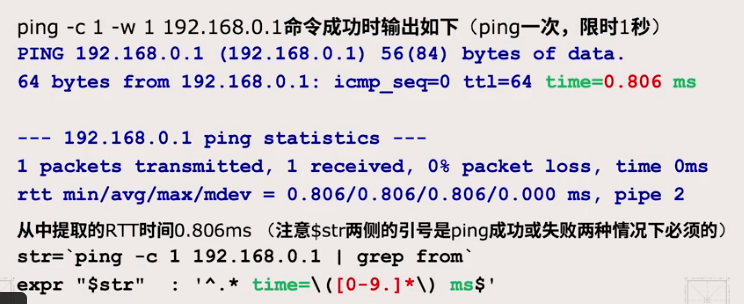 ping -c 1 -w 1 192.168.0.1命令成功时输出如下（ping一次，限时1秒）
PING 192.168.0.1 (192.168.0.1) 56(84) bytes of data.
64 bytes from 192.168.0.1: icmp_seq=0 ttl=64 time=0.806 ms
--- 192.168.0.1 ping statistics ---
1 packets transmitted, 1 received, 0% packet loss, time 0ms
rtt min/avg/max/mdev = 0.806/0.806/0.806/0.000 ms, pipe 2
从中提取的RTT时间0.806ms （注意$str两侧的引号是ping成功或失败两种情况下必须的）
str=`ping -c 1 192.168.0.1 | grep from`
expr "$str"  : '^.* time=\([0-9.]*\) ms$'